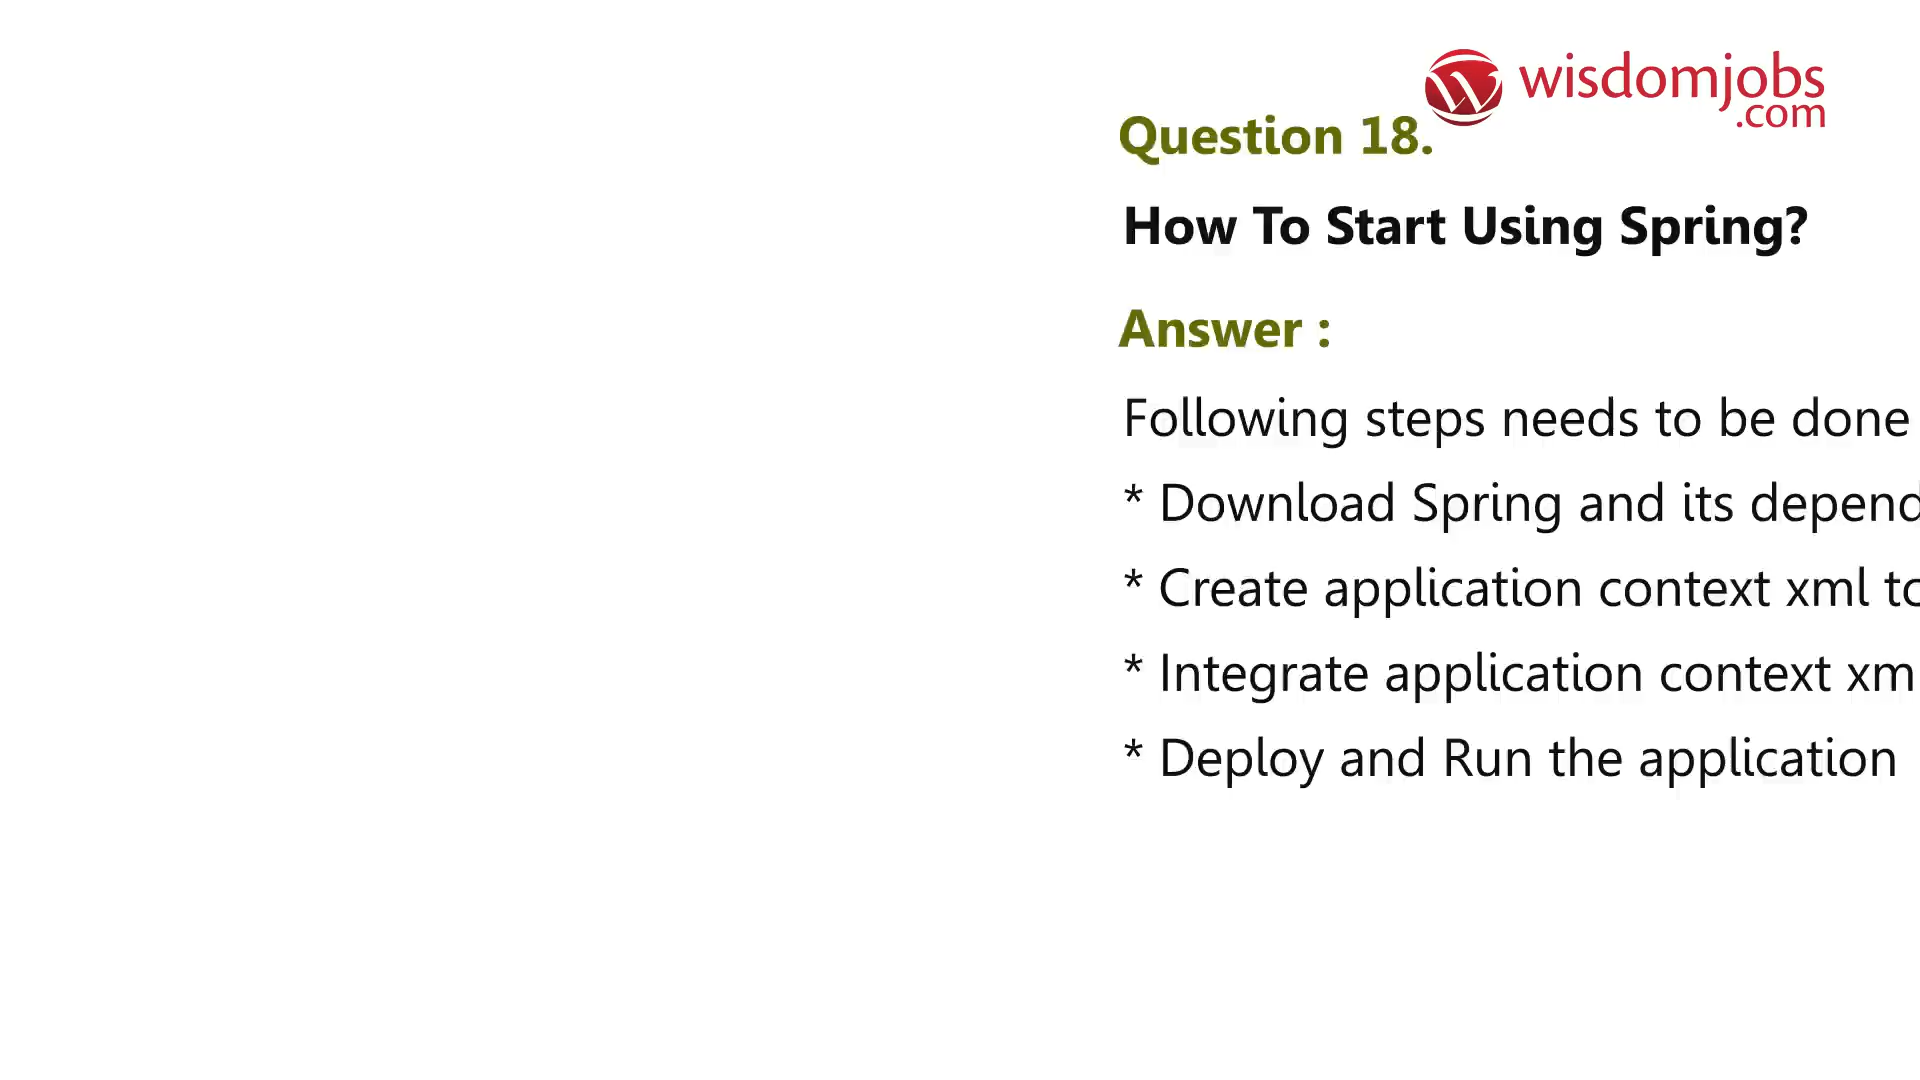 wisdomjobs
.com
Question 18.
How To Start Using Spring?
Answer :
Following steps needs to be done
* Download Spring and its depend
* Create application context xml to
* Integrate application context xm
* Deploy and Run the application